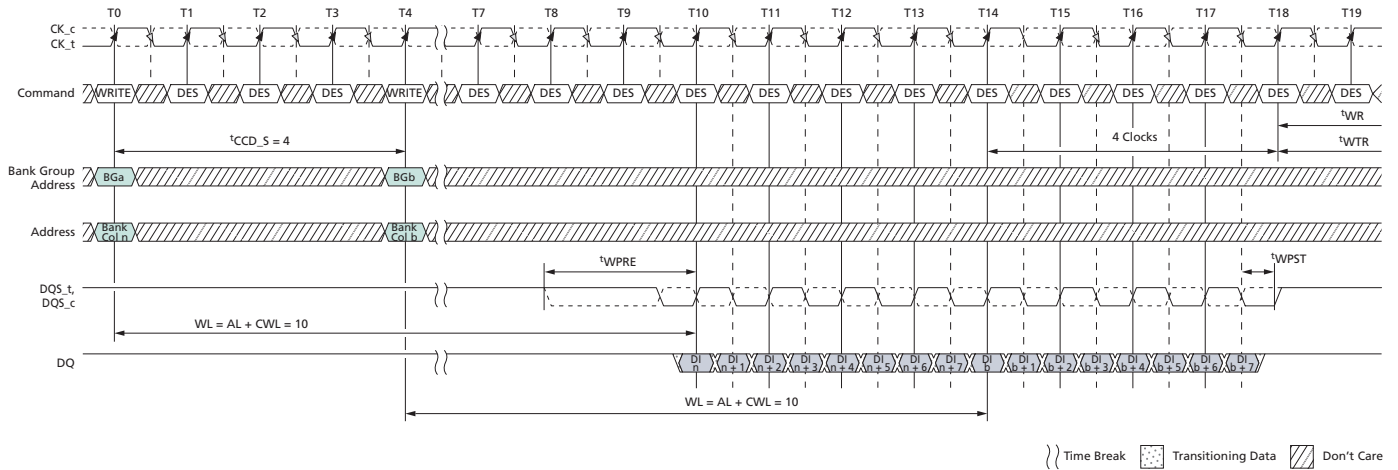 T0 T1 T2 T3 T4 T7 T8 T9 T10 T11 T12 T13 T14 T15 T16 T17 T18 T19
CK_c
CK_t
Command WRITE DES DES DES WRITE DES DES DES DES DES DES DES DES DES DES DES DES DES
tWR
tCCD_S = 4 4 Clocks tWTR
Bank Group
Address BGa BGb
Address Bank
Col n Bank
Col b
tWPRE tWPST
DQS_t,
DQS_c
WL = AL + CWL = 10
DQ DI
n DI
n + 1 DI
n + 2 DI
n + 3 DI
n + 4 DI
n + 5 DI
n + 6 DI
n + 7 DI
b DI
b + 1 DI
b + 2 DI
b + 3 DI
b + 4 DI
b + 5 DI
b + 6 DI
b + 7
WL = AL + CWL = 10
Time Break Transitioning Data Don't Care